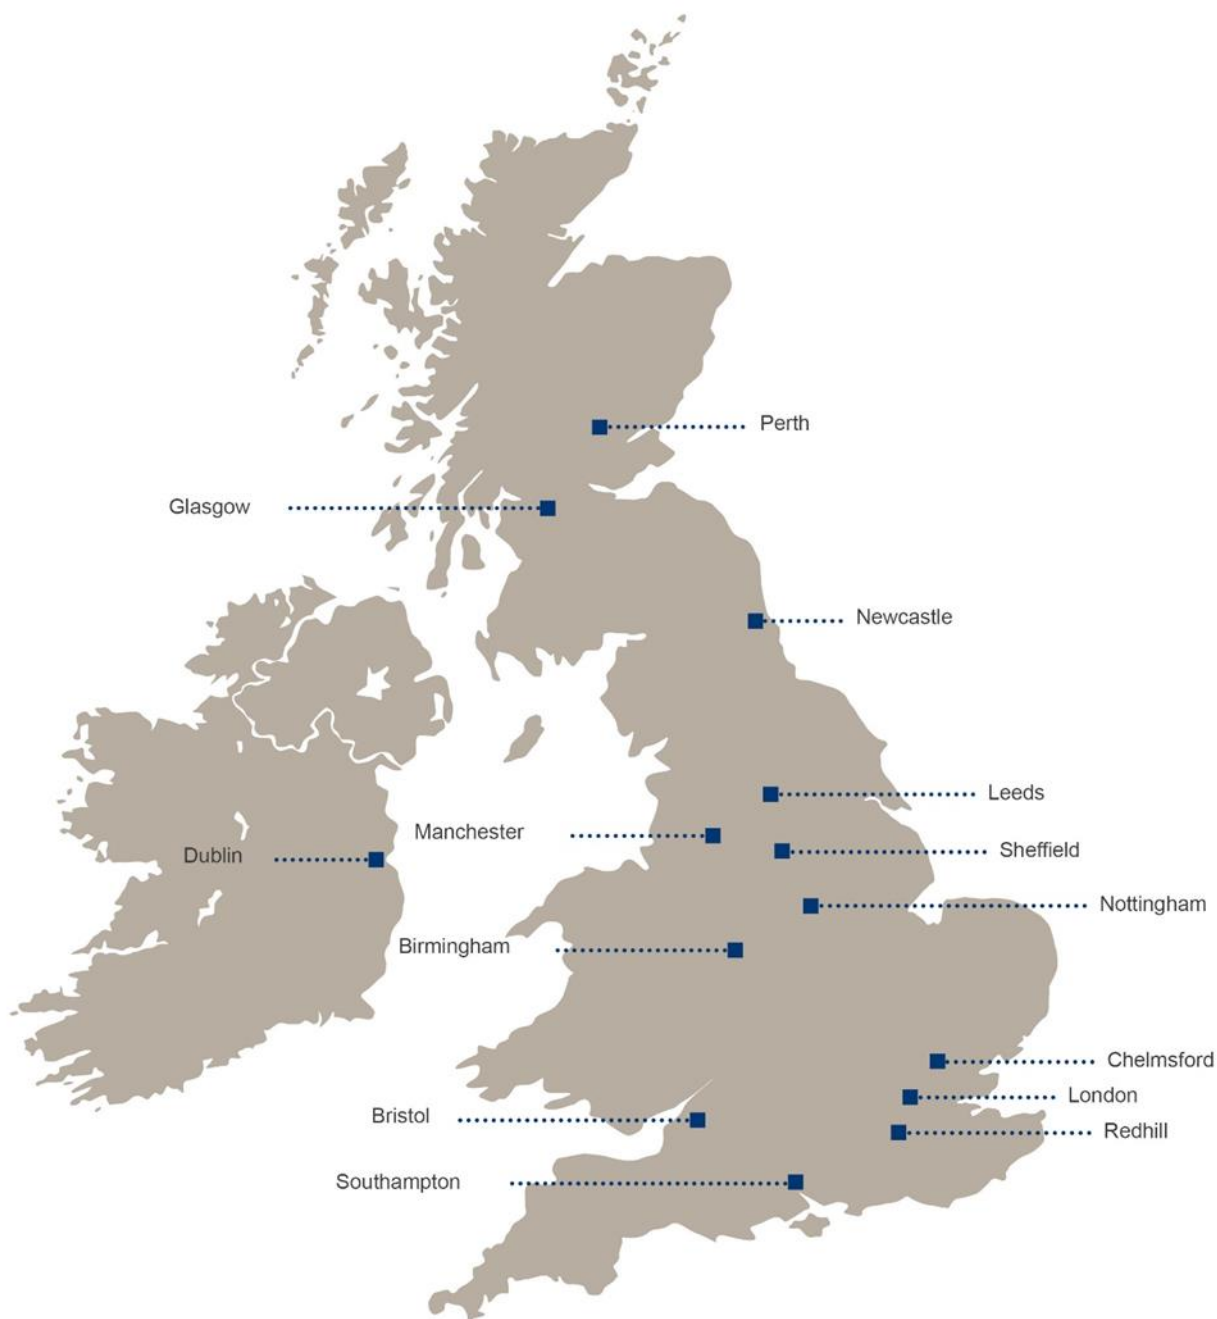 Perth
Glasgow
Newcastle
Leeds
Manchester
Sheffield
Dublin
Nottingham
Birmingham
Chelmsford
London
Bristol
Redhill
Southampton